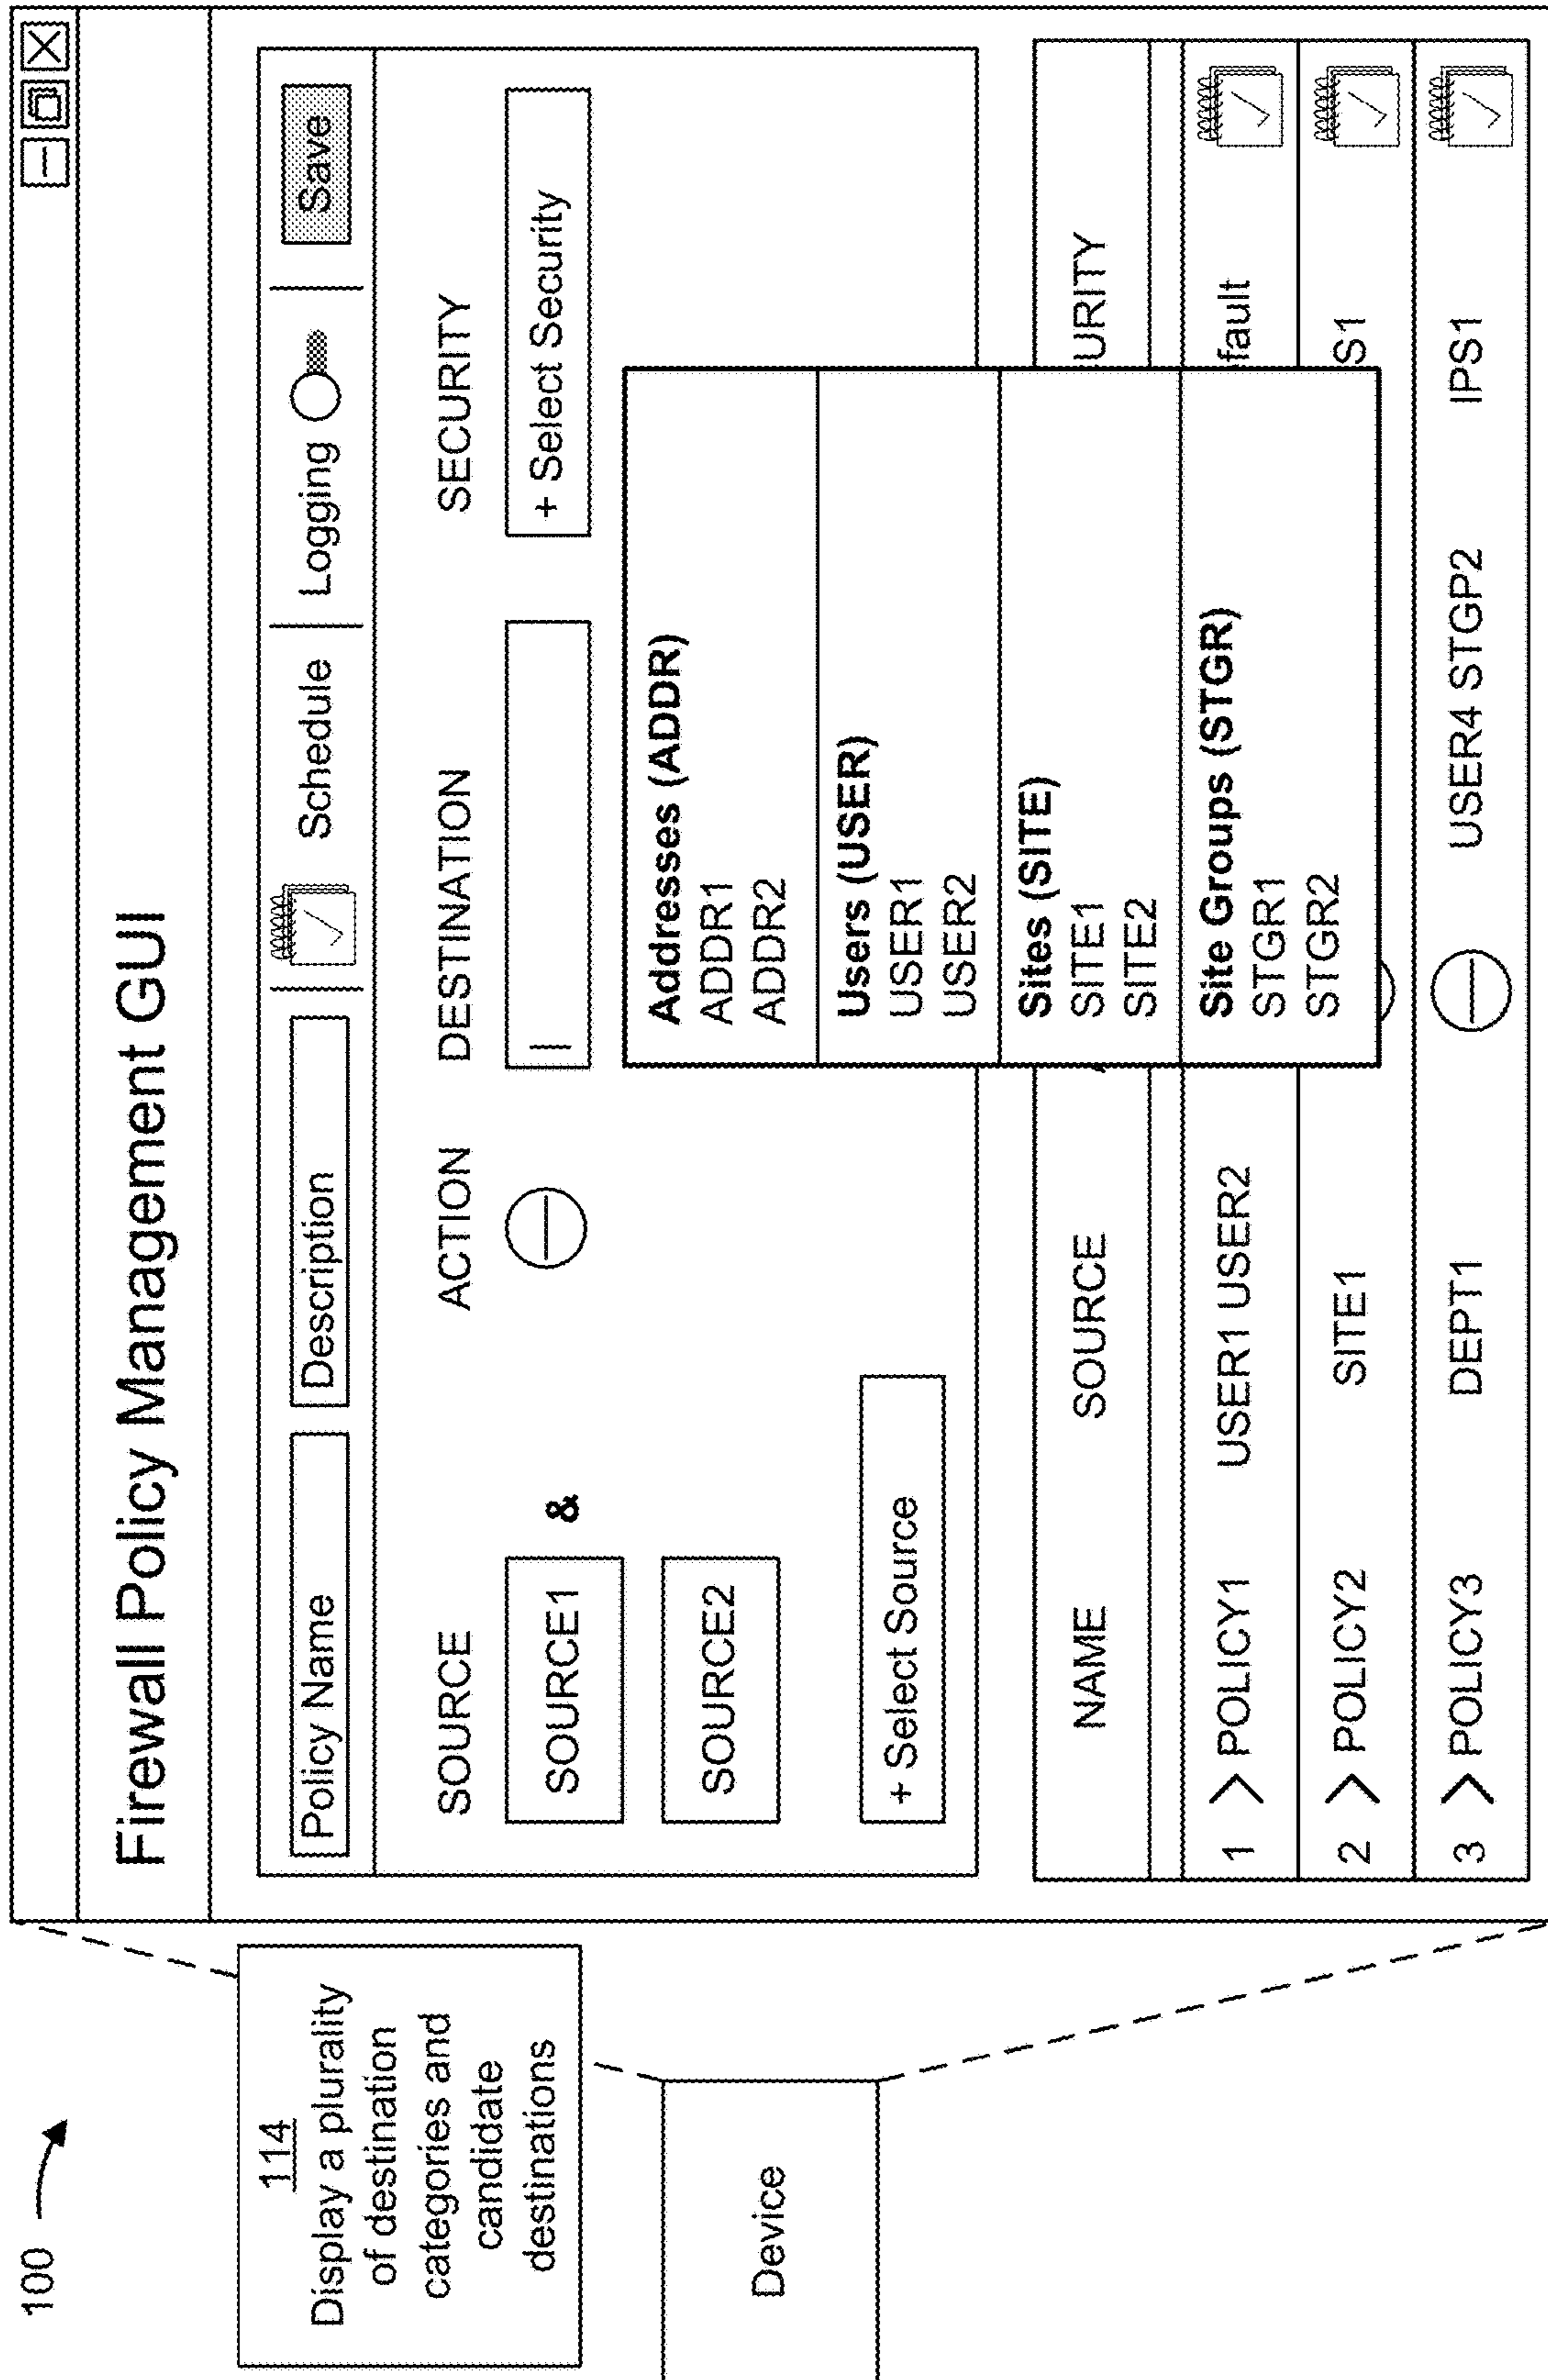 100
114
Display a plurality
of destination
categories and
candidate
destinations
Device
Firewall Policy Management GUI
Policy Name Description Schedule Logging Save
SOURCE ACTION DESTINATION SECURITY
SOURCE1 & + Select Security
SOURCE2
+ Select Source
Addresses (ADDR)
ADDR1
ADDR2
Users (USER)
USER1
USER2
Sites (SITE)
SITE1
SITE2
Site Groups (STGR)
STGR1
STGR2
NAME SOURCE URITY
1 > POLICY1 USER1 USER2 fault
2 > POLICY2 SITE1 S1
3 > POLICY3 DEPT1 USER4 STGP2 IPS1